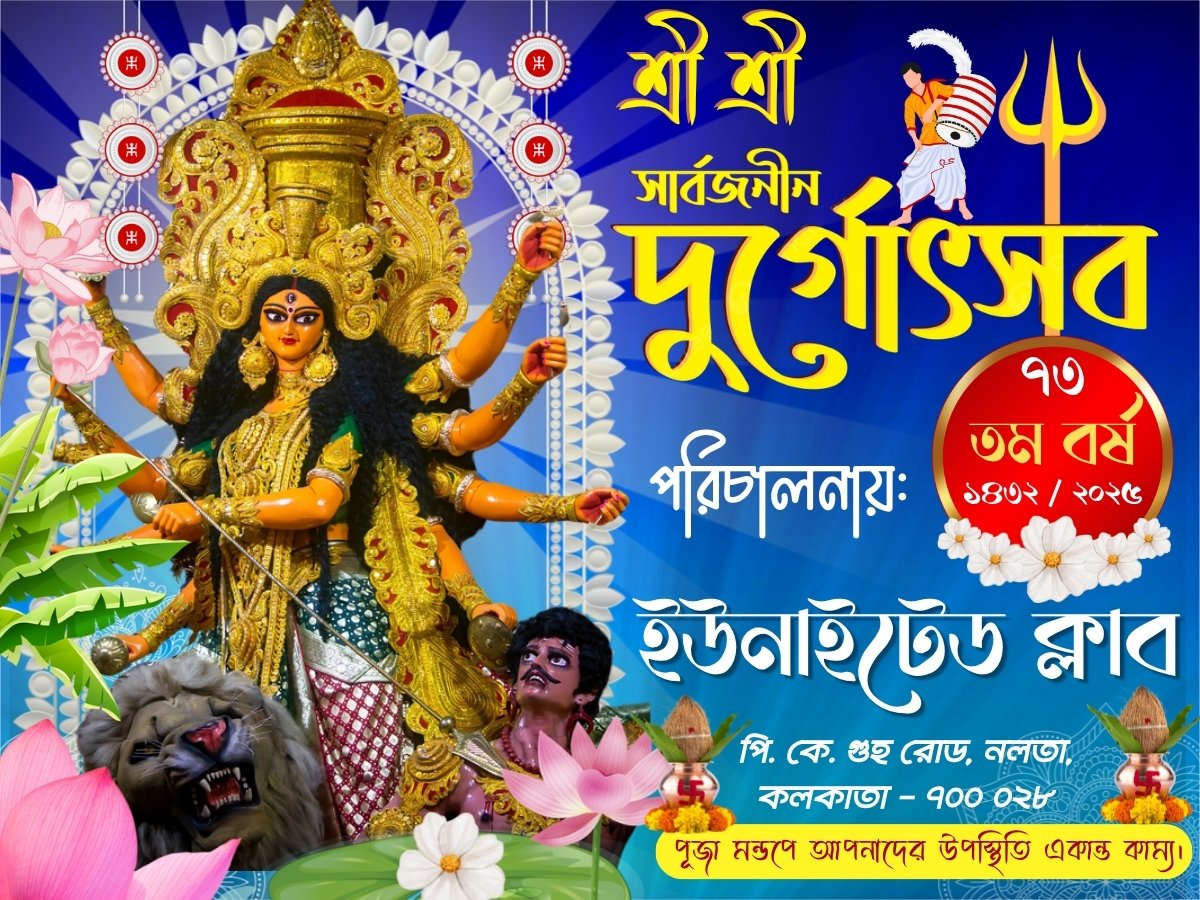 শ্রী শ্রী
সার্বজনীন
দুর্গোৎসব
৭৩
তম বর্ষ
১৪৩২ / ২০২৫
পরিচালনায়ঃ
ইউনাইটেড ক্লাব
পি. কে. গুহ রোড, নলতা,
কলকাতা – ৭০০ ০২৮
পূজা মন্ডপে আপনাদের উপস্থিতি একান্ত কাম্য।